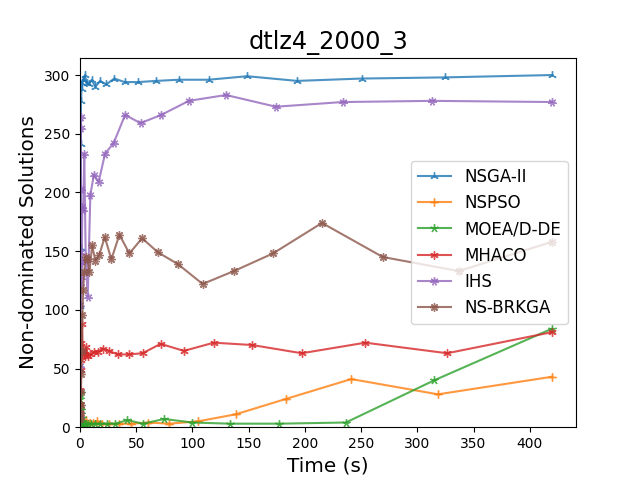 dtlz4_2000_3
Non-dominated Solutions
300
250
200
150
100
50
0
NSGA-II
NSPSO
MOEA/D-DE
MHACO
IHS
NS-BRKGA
0 50 100 150 200 250 300 350 400
Time (s)